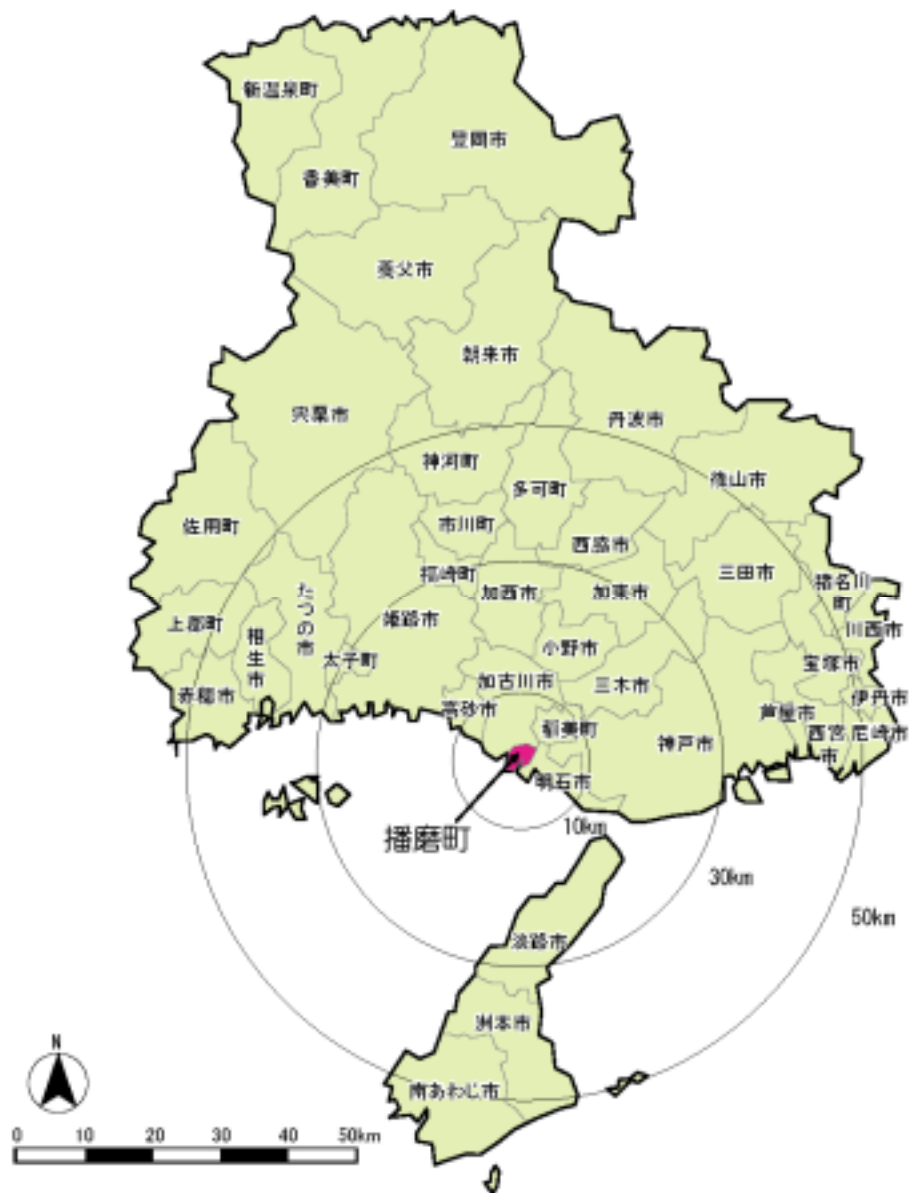 新温泉町
豊岡市
香美町
養父市
朝来市
宍粟市
丹波市
神河町
多可町
篠山市
佐用町
市川町
西脇市
福崎町
三田市
猪名川
町
たつの市
加西市
加東市
上郡町
姫路市
川西市
相生市
小野市
太子町
宝塚市
加古川市
三木市
赤穂市
伊丹市
高砂市
芦屋市
稲美町
西宮
市
尼崎市
神戸市
明石市
播磨町
10km
30km
50km
淡路市
洲本市
南あわじ市
N
0 10 20 30 40 50km